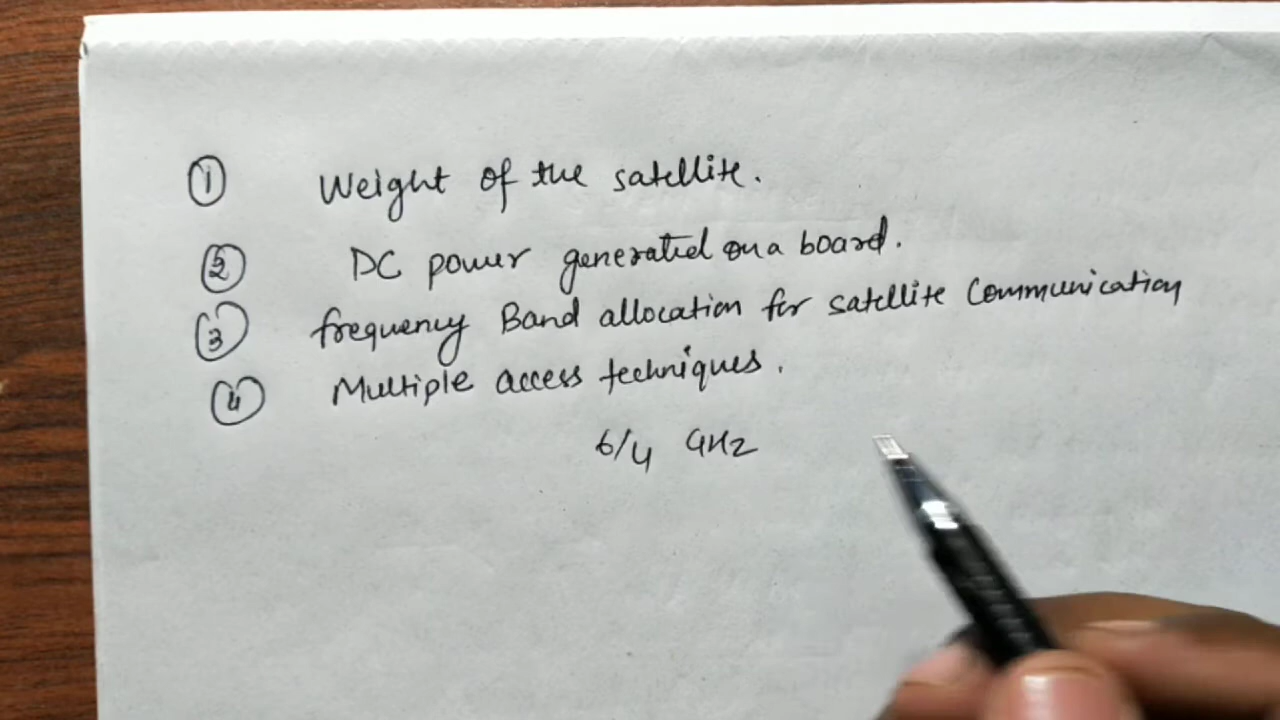 ① Weight of the satellite.
② DC power generated on a board.
③ frequency Band allocation for satellite Communication
④ Multiple access techniques.
6/4 GHz